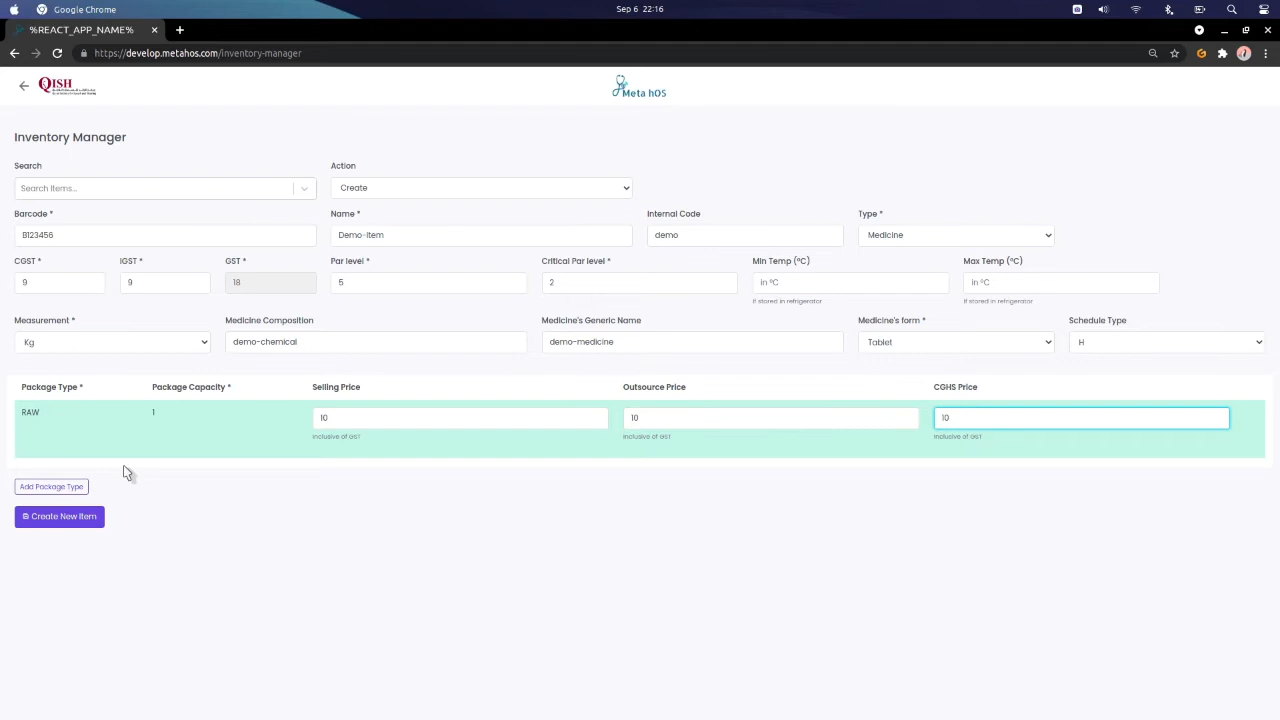 Google Chrome
Sep 6 22:16
%REACT_APP_NAME%
https://develop.metahos.com/inventory-manager
QISH
Meta hOS
Inventory Manager
Search
Action
Search Items...
Create
Barcode *
Name *
Internal Code
Type *
B123456
Demo-Item
demo
Medicine
CGST *
IGST *
GST *
Par level *
Critical Par level *
Min Temp (°C)
Max Temp (°C)
9
9
18
5
2
in °C
in °C
If stored in refrigerator
If stored in refrigerator
Measurement *
Medicine Composition
Medicine's Generic Name
Medicine's form *
Schedule Type
Kg
demo-chemical
demo-medicine
Tablet
H
Package Type *
Package Capacity *
Selling Price
Outsource Price
CGHS Price
RAW
1
10
10
10
Inclusive of GST
Inclusive of GST
Inclusive of GST
Add Package Type
Create New Item